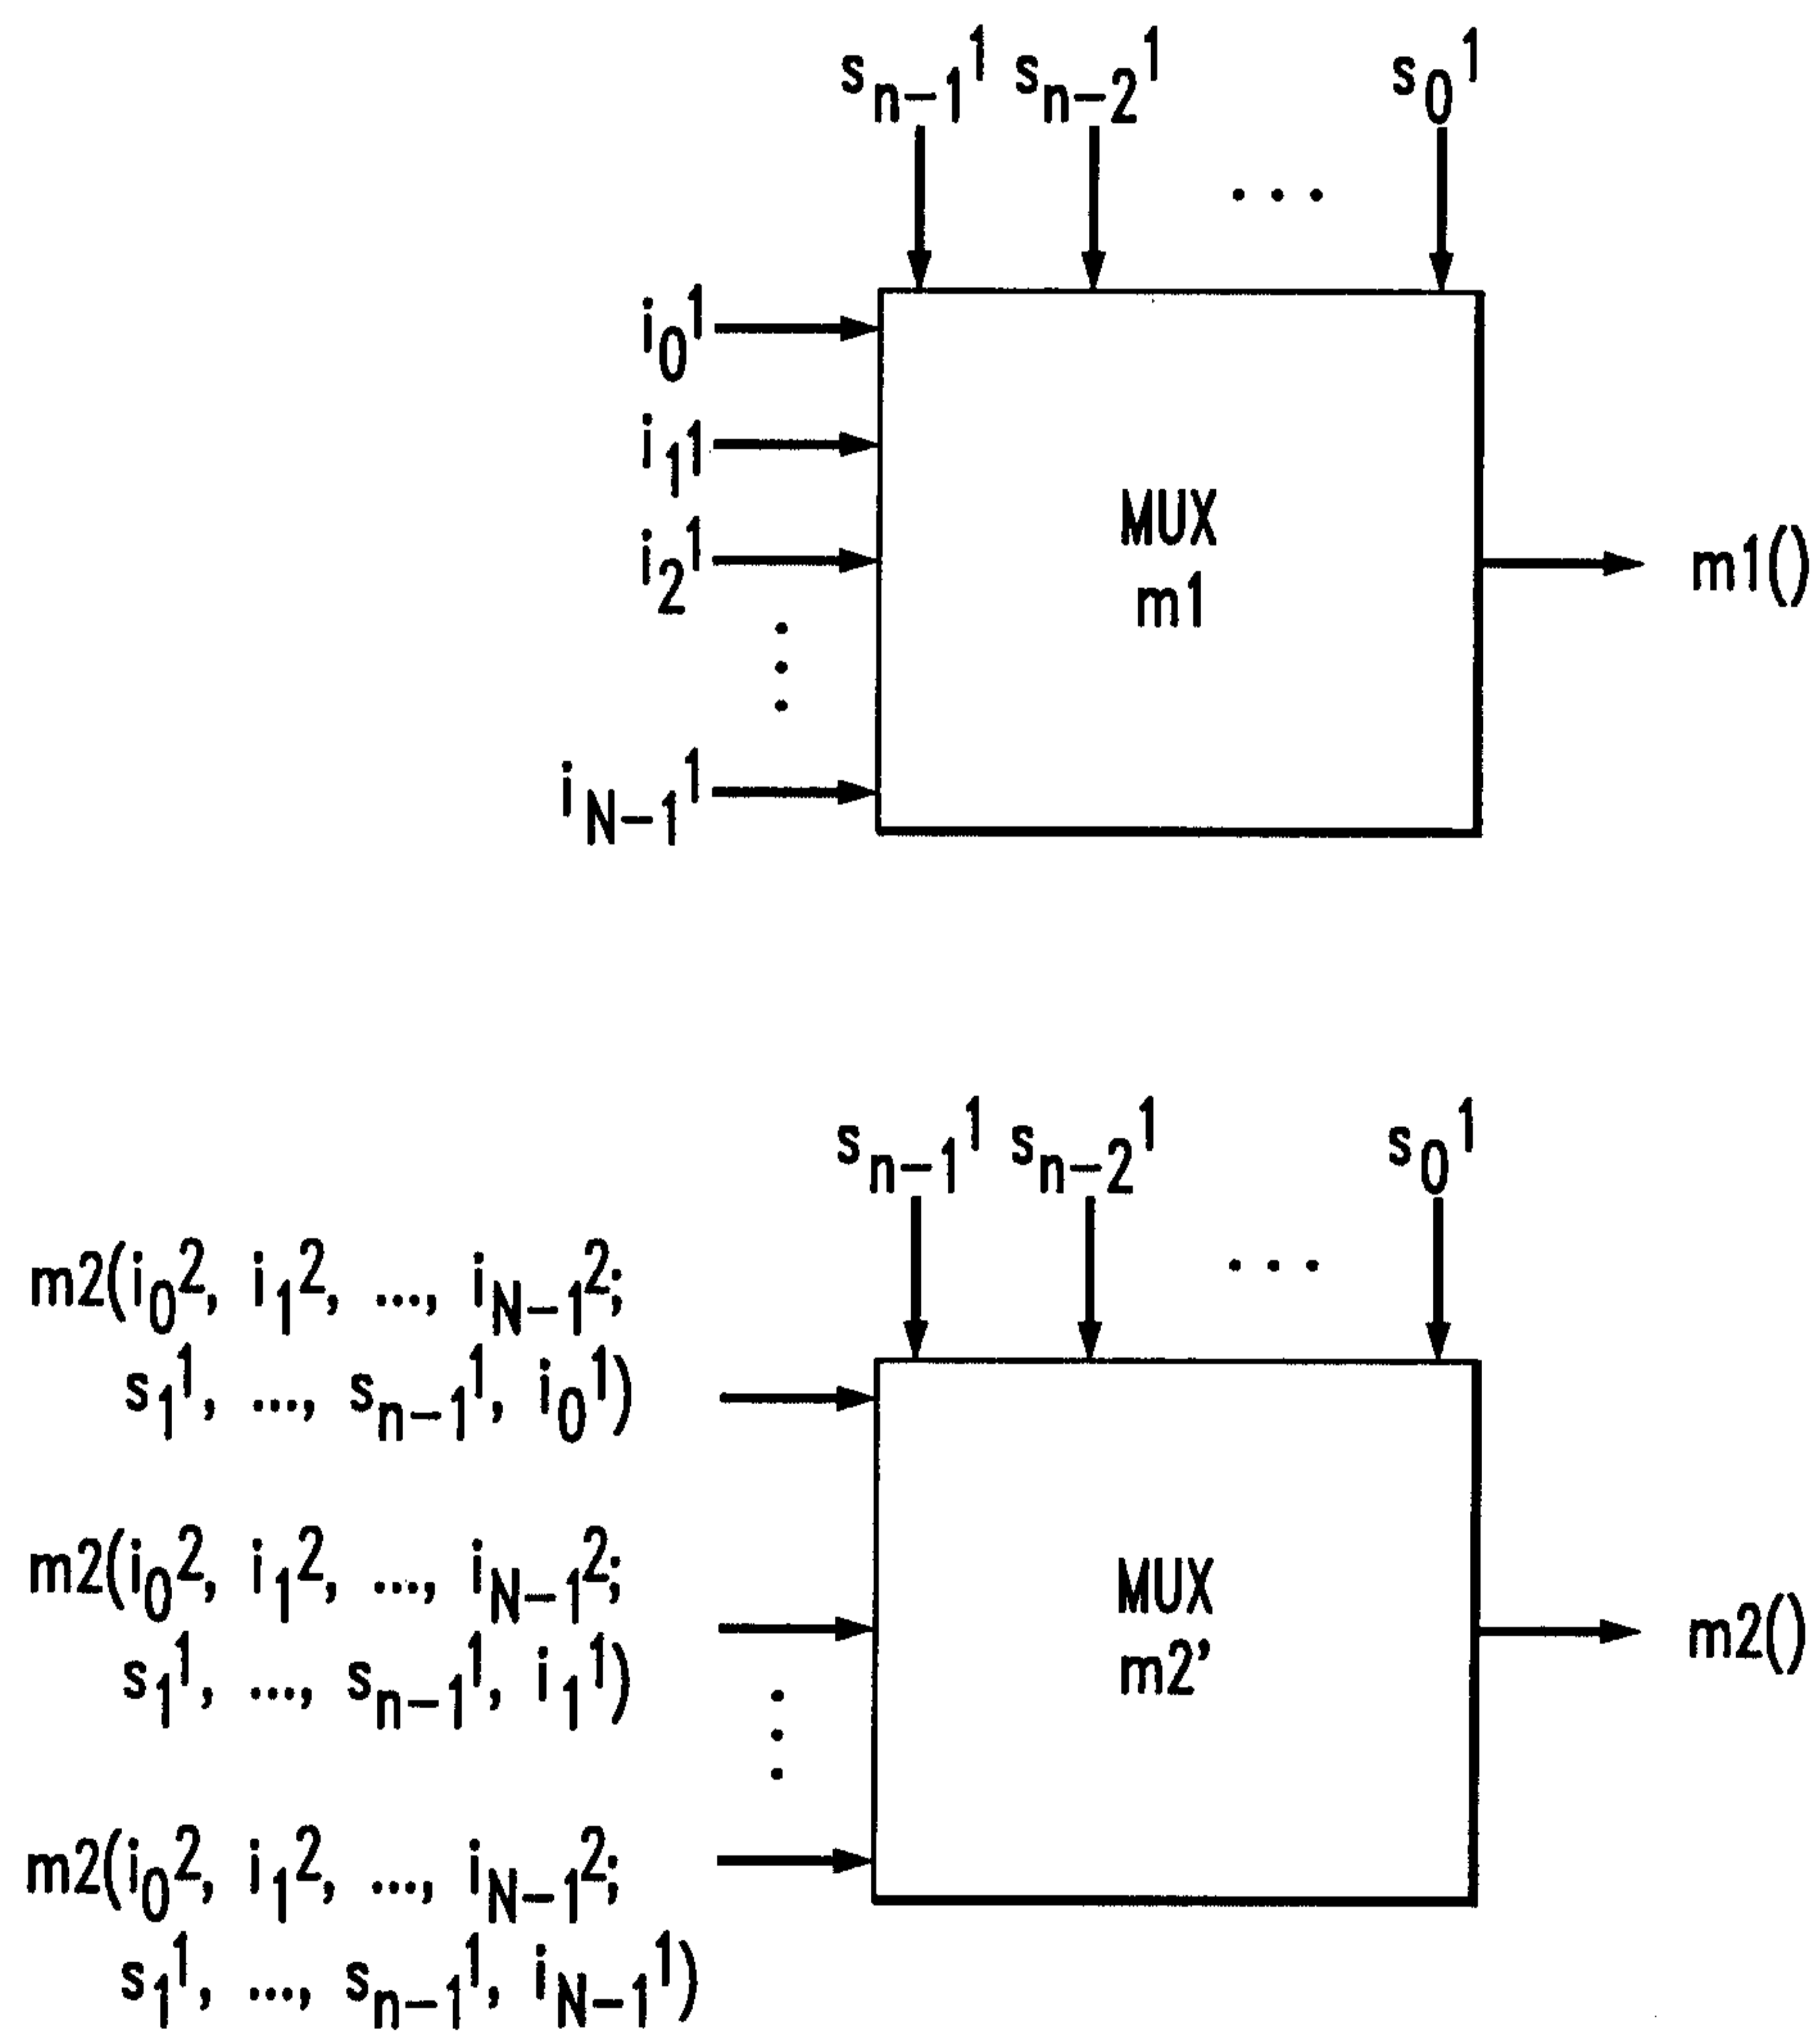 s_{n-1}^1 s_{n-2}^1 ... s_0^1
i_0^1
i_1^1
i_2^1
i_{N-1}^1
MUX
m1
m1()
s_{n-1}^1 s_{n-2}^1 ... s_0^1
m2(i_0^2, i_1^2, ..., i_{N-1}^2;
s_1^1, ..., s_{n-1}^1, i_0^1)
m2(i_0^2, i_1^2, ..., i_{N-1}^2;
s_1^1, ..., s_{n-1}^1, i_1^1)
m2(i_0^2, i_1^2, ..., i_{N-1}^2;
s_1^1, ..., s_{n-1}^1, i_{N-1}^1)
MUX
m2'
m2()